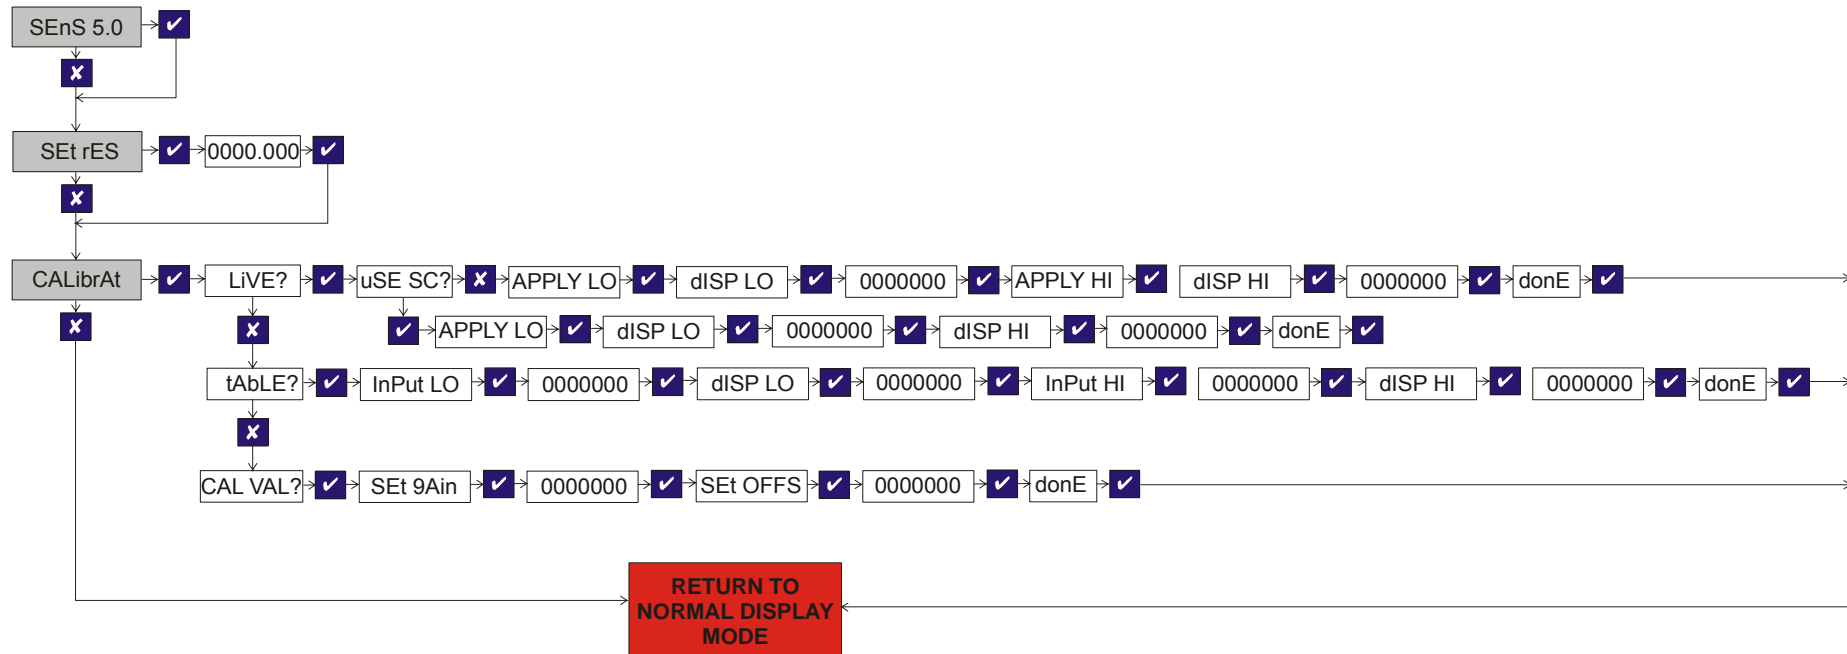 SEnS 5.0 ✔
✘
SEt rES ✔ 0000.000 ✔
✘
CALibrAt ✔ LiVE? ✔ uSE SC? ✘ APPLY LO ✔ dISP LO ✔ 0000000 ✔ APPLY HI ✔ dISP HI ✔ 0000000 ✔ donE ✔
✘ ✘ ✔ APPLY LO ✔ dISP LO ✔ 0000000 ✔ dISP HI ✔ 0000000 ✔ donE ✔
tAbLE? ✔ InPut LO ✔ 0000000 ✔ dISP LO ✔ 0000000 ✔ InPut HI ✔ 0000000 ✔ dISP HI ✔ 0000000 ✔ donE ✔
✘
CAL VAL? ✔ SEt 9Ain ✔ 0000000 ✔ SEt OFFS ✔ 0000000 ✔ donE ✔
RETURN TO
NORMAL DISPLAY
MODE